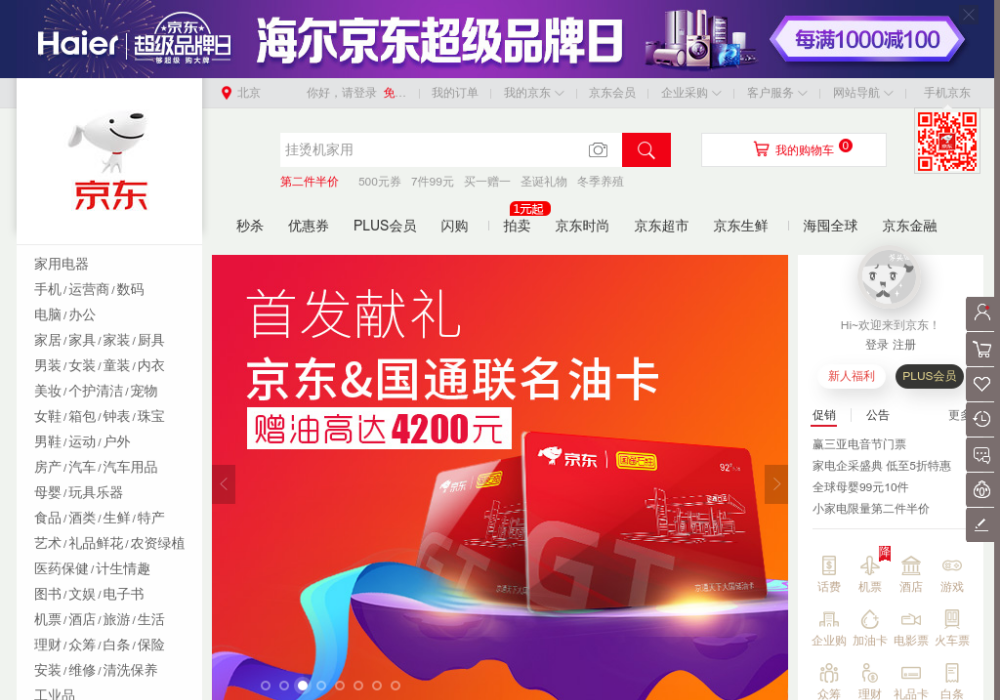 Haier 京东超级品牌日 够超级 购大牌 海尔京东超级品牌日 每满1000减100
北京 你好，请登录 免... 我的订单 我的京东 京东会员 企业采购 客户服务 网站导航 手机京东
挂烫机家用 我的购物车 0
京东
第二件半价 500元券 7件99元 买一赠一 圣诞礼物 冬季养殖
1元起
秒杀 优惠券 PLUS会员 闪购 拍卖 京东时尚 京东超市 京东生鲜 海囤全球 京东金融
家用电器
手机/运营商/数码
电脑/办公
家居/家具/家装/厨具
男装/女装/童装/内衣
美妆/个护清洁/宠物
女鞋/箱包/钟表/珠宝
男鞋/运动/户外
房产/汽车/汽车用品
母婴/玩具乐器
食品/酒类/生鲜/特产
艺术/礼品鲜花/农资绿植
医药保健/计生情趣
图书/文娱/电子书
机票/酒店/旅游/生活
理财/众筹/白条/保险
安装/维修/清洗保养
工业品
首发献礼
京东&国通联名油卡
赠油高达4200元
京东
京东 92#
GT GT
京东天下大国加油卡
Hi~欢迎来到京东！
登录 注册
新人福利 PLUS会员
促销 公告 更多
赢三亚电音节门票
家电企采盛典 低至5折特惠
全球母婴99元10件
小家电限量第二件半价
降
话费 机票 酒店 游戏
企业购 加油卡 电影票 火车票
众筹 理财 礼品卡 白条